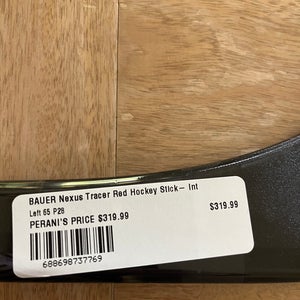 BAUER Nexus Tracer Red Hockey Stick– Int
Left 65 P28
PERANI'S PRICE $319.99
$319.99
688698737769